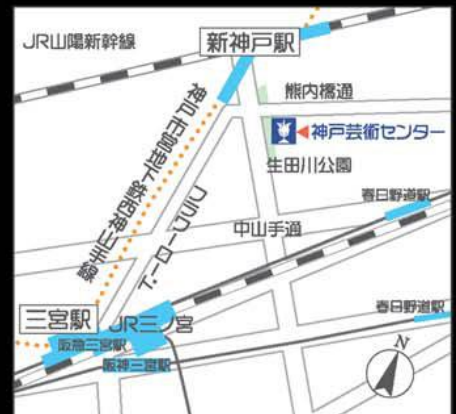 JR山陽新幹線
新神戸駅
熊内橋通
神戸芸術センター
生田川公園
神戸市営地下鉄西神山手線
フラワーロード
春日野道駅
中山手通
三宮駅
JR三ノ宮
阪急三宮駅
阪神三宮駅
春日野道駅
N